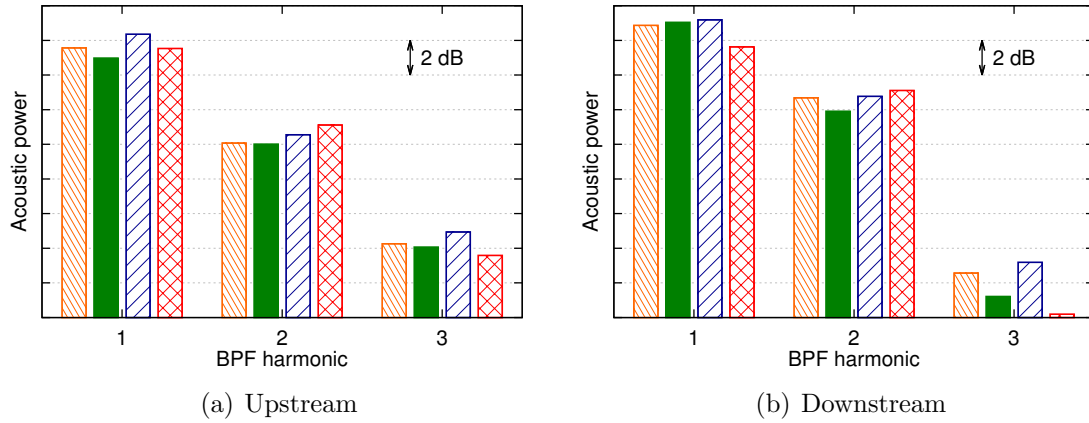 Acoustic power
2 dB
1 2 3
BPF harmonic
(a) Upstream
Acoustic power
2 dB
1 2 3
BPF harmonic
(b) Downstream